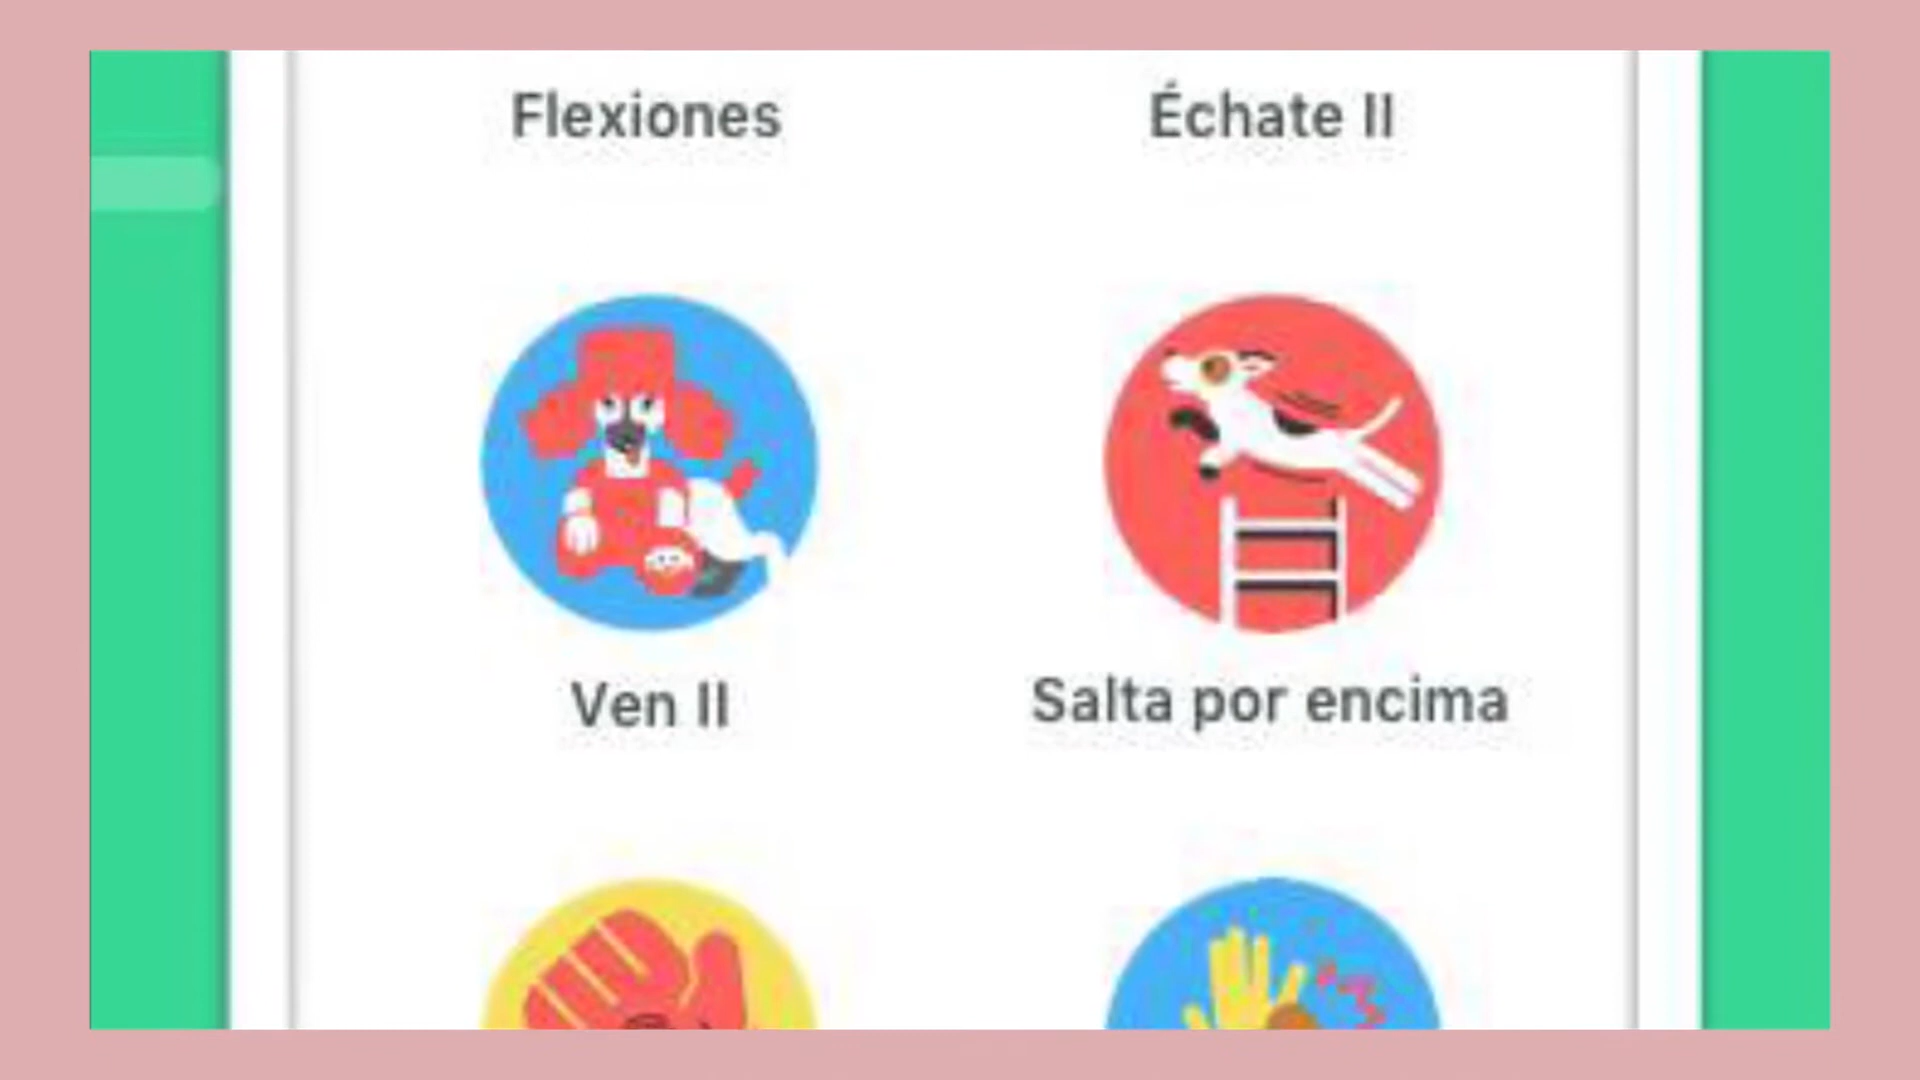 Flexiones
Échate II
Ven II
Salta por encima